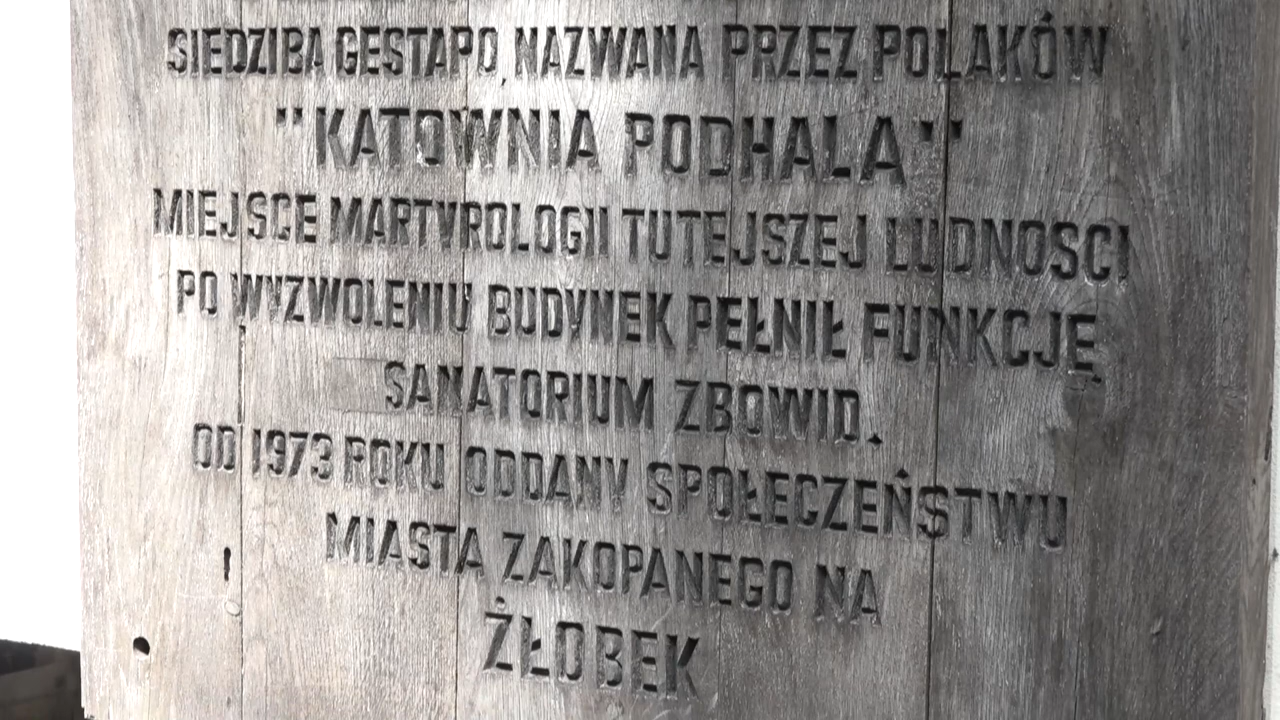 SIEDZIBA GESTAPO, NAZWANA PRZEZ POLAKÓW
"KATOWNIA PODHALA"
MIEJSCE MARTYROLOGII TUTEJSZEJ LUDNOSCI
PO WYZWOLENIU BUDYNEK PEŁNIŁ FUNKCJĘ
SANATORIUM ZBOWID.
OD 1973 ROKU ODDANY SPOŁECZEŃSTWU
MIASTA ZAKOPANEGO NA
ŻŁOBEK